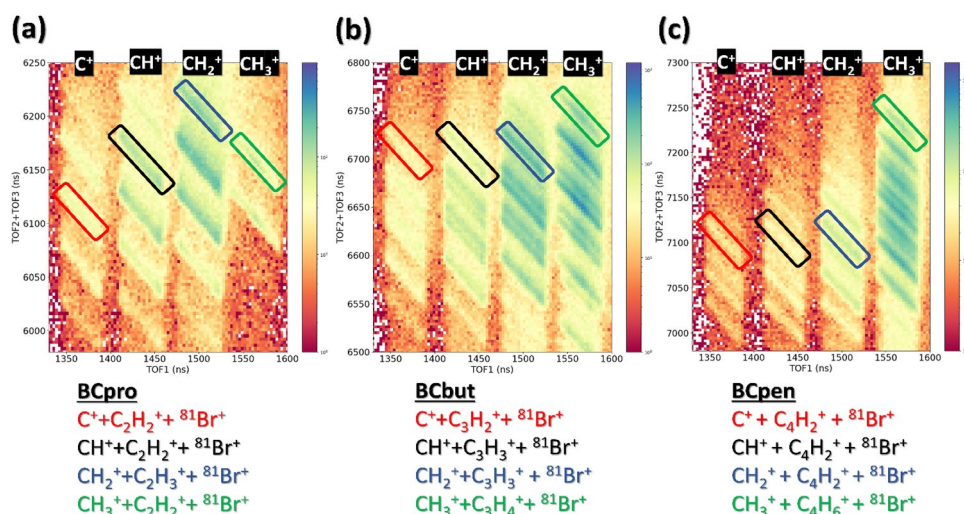 (a)
C⁺ CH⁺ CH₂⁺ CH₃⁺
6250
6200
6150
6100
6050
6000
TOF2+TOF3 (ns)
1350 1400 1450 1500 1550 1600
TOF1 (ns)
(b)
C⁺ CH⁺ CH₂⁺ CH₃⁺
6800
6750
6700
6650
6600
6550
6500
TOF2+TOF3 (ns)
1350 1400 1450 1500 1550 1600
TOF1 (ns)
(c)
C⁺ CH⁺ CH₂⁺ CH₃⁺
7300
7250
7200
7150
7100
7050
7000
TOF2+TOF3 (ns)
1350 1400 1450 1500 1550 1600
TOF1 (ns)
BCpro
C⁺+C₂H₂⁺+ ⁸¹Br⁺
CH⁺+C₂H₂⁺+ ⁸¹Br⁺
CH₂⁺+C₂H₃⁺+ ⁸¹Br⁺
CH₃⁺+C₂H₂⁺+ ⁸¹Br⁺
BCbut
C⁺+C₃H₂⁺+ ⁸¹Br⁺
CH⁺+C₃H₃⁺+ ⁸¹Br⁺
CH₂⁺+C₃H₃⁺ + ⁸¹Br⁺
CH₃⁺+C₃H₄⁺+ ⁸¹Br⁺
BCpen
C⁺ + C₄H₂⁺ + ⁸¹Br⁺
CH⁺ + C₄H₂⁺ + ⁸¹Br⁺
CH₂⁺ + C₄H₂⁺ + ⁸¹Br⁺
CH₃⁺ + C₄H₆⁺ + ⁸¹Br⁺